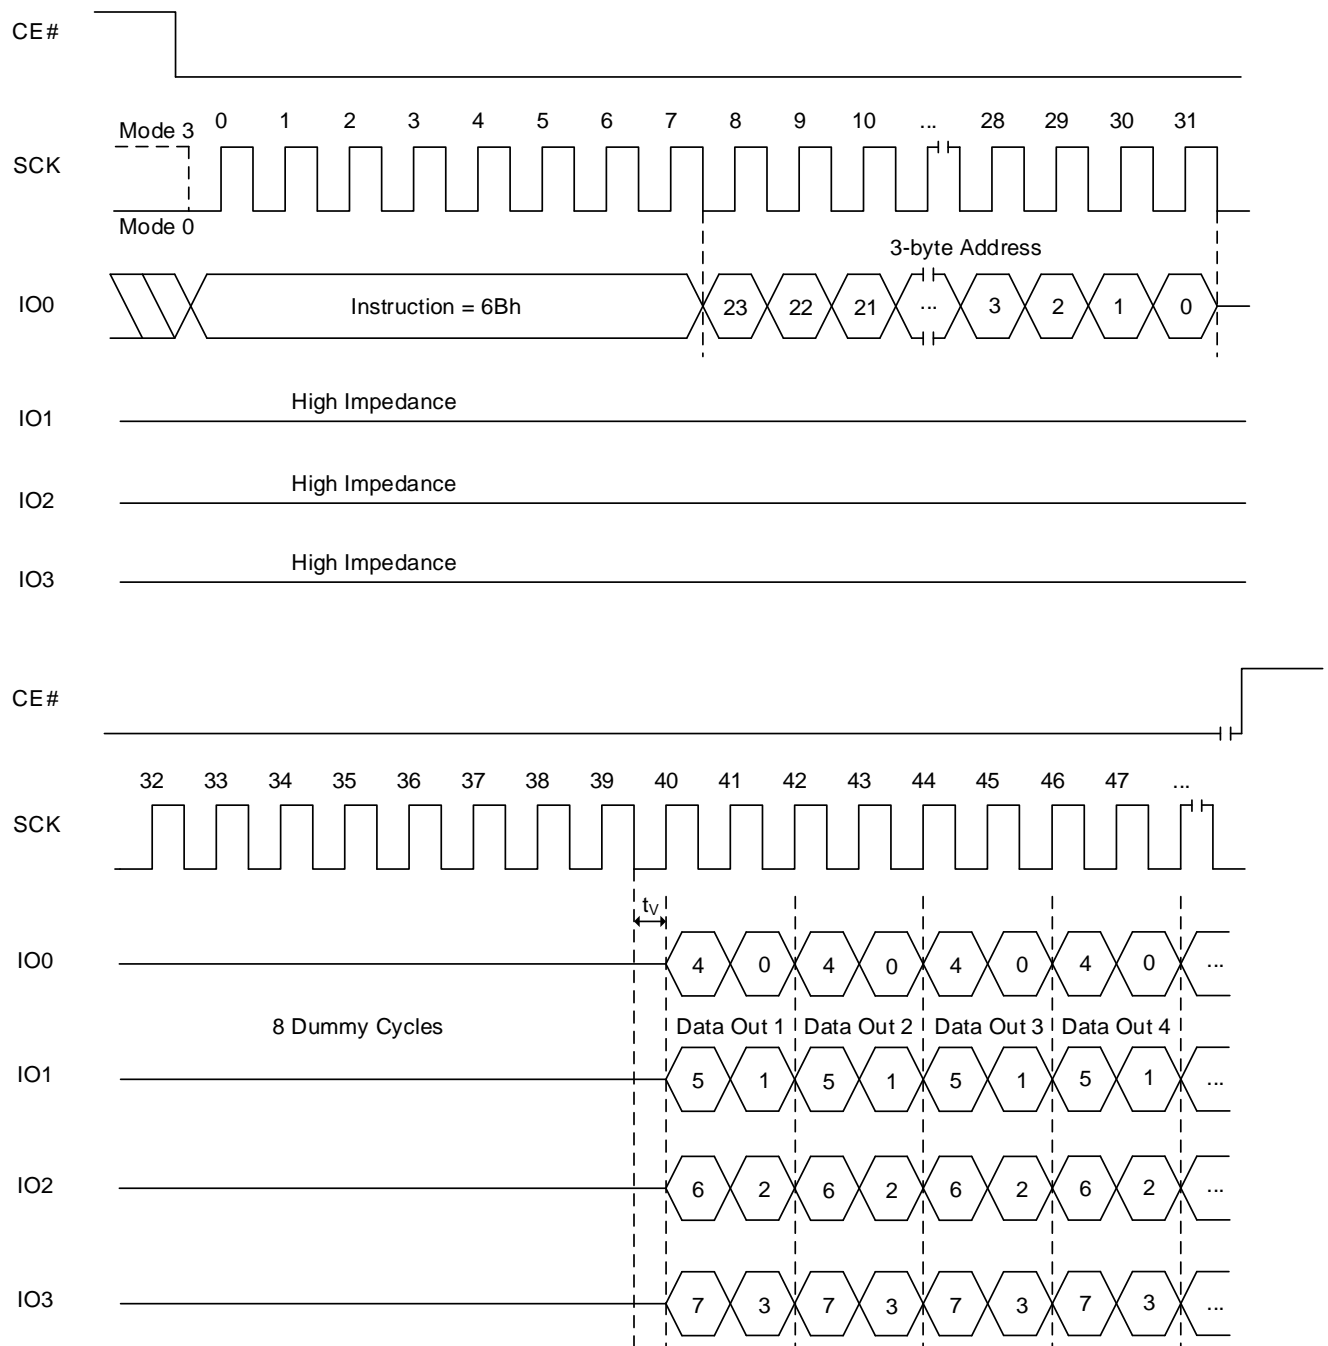 CE#
0 1 2 3 4 5 6 7 8 9 10 ... 28 29 30 31
Mode 3
SCK
Mode 0
3-byte Address
IO0 Instruction = 6Bh 23 22 21 ... 3 2 1 0
High Impedance
IO1
High Impedance
IO2
High Impedance
IO3
CE#
32 33 34 35 36 37 38 39 40 41 42 43 44 45 46 47 ...
SCK
tV
IO0 4 0 4 0 4 0 4 0 ...
8 Dummy Cycles Data Out 1 Data Out 2 Data Out 3 Data Out 4
IO1 5 1 5 1 5 1 5 1 ...
IO2 6 2 6 2 6 2 6 2 ...
IO3 7 3 7 3 7 3 7 3 ...